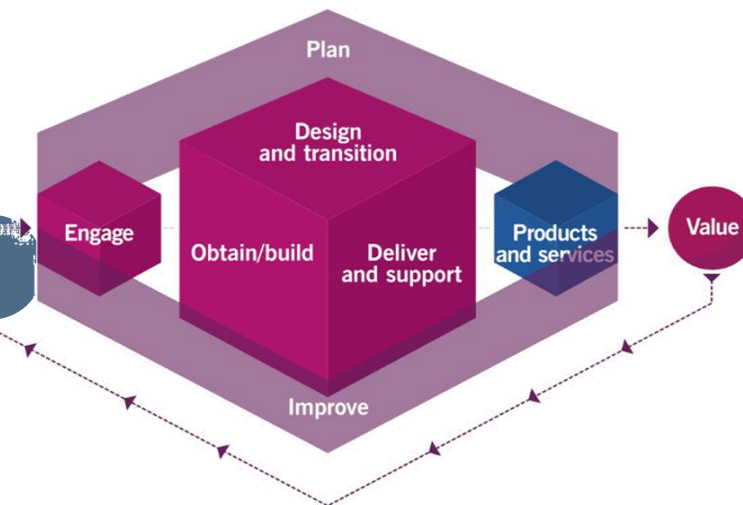 Plan
Design
and transition
Engage
Obtain/build
Deliver
and support
Products
and services
Value
Improve